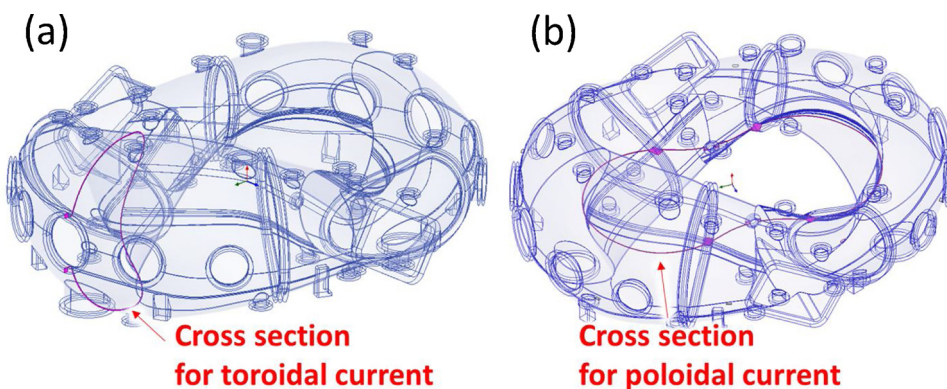 (a)
(b)
Cross section
for toroidal current
Cross section
for poloidal current